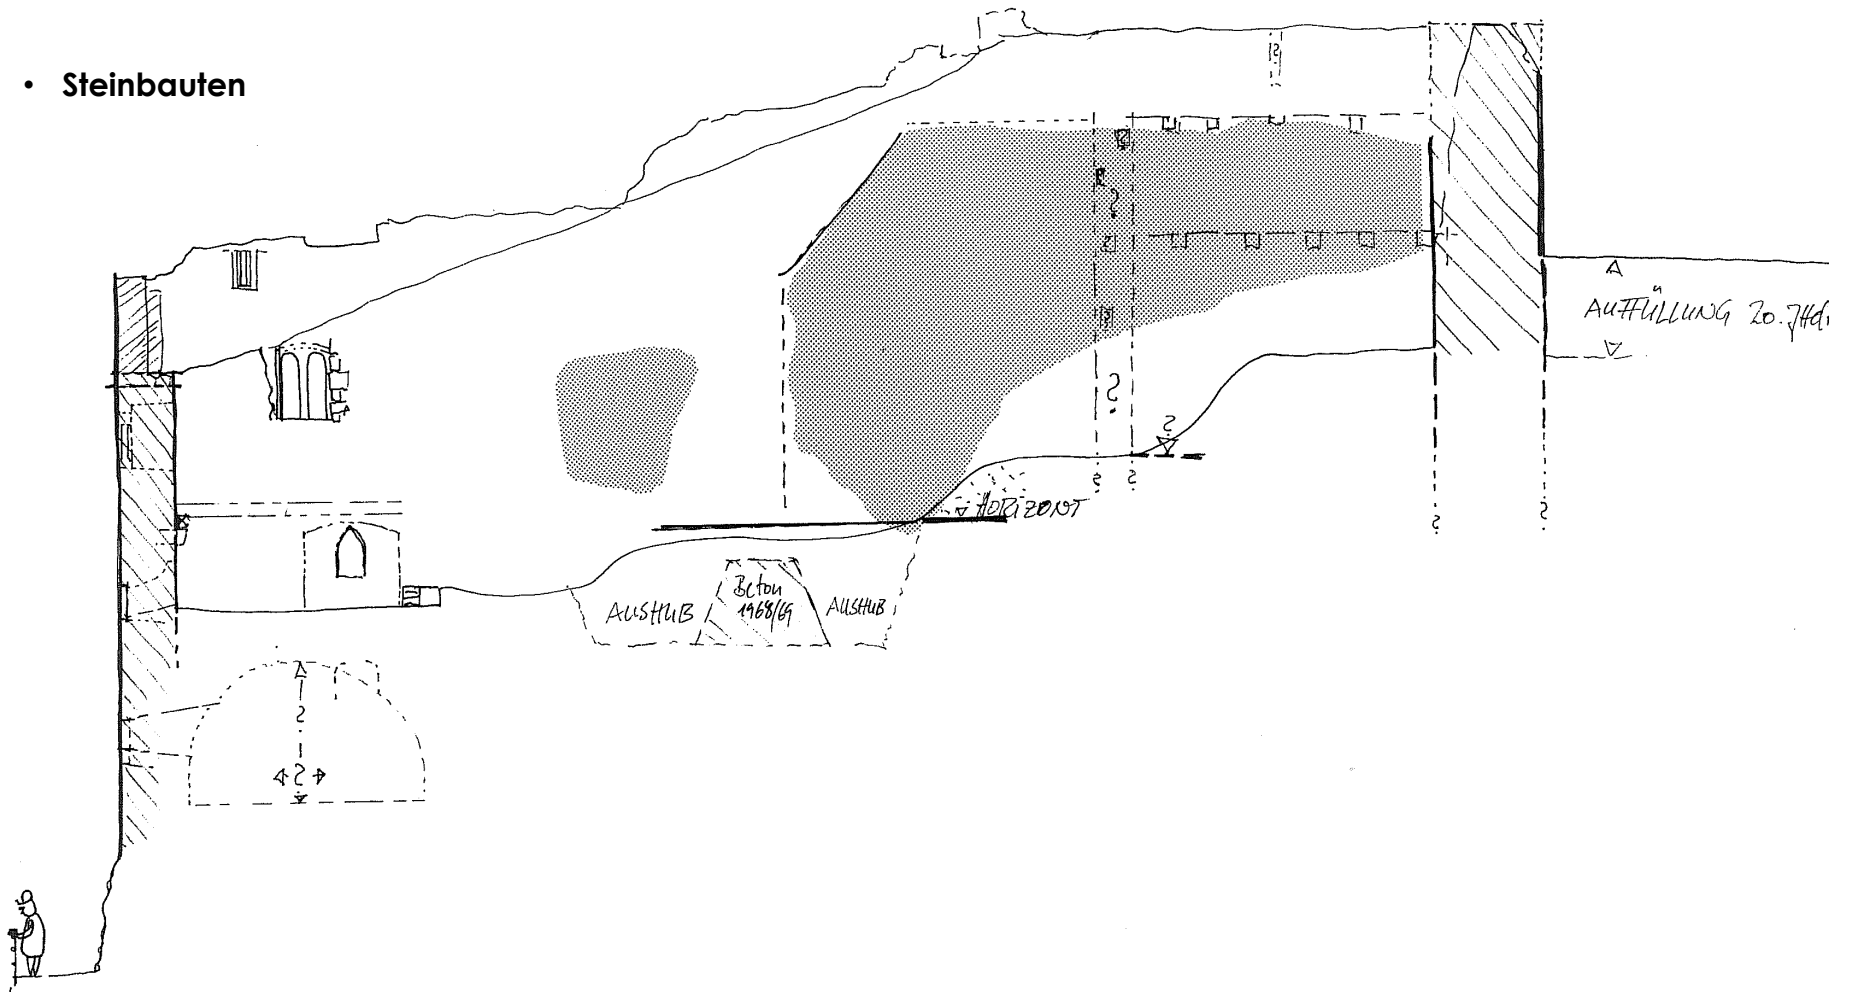 • Steinbauten
?
AUFFÜLLUNG 20. JHd.
?
?
?
?
? ?
HORIZONT
? ?
AUSHUB
Beton
1968/69
AUSHUB
?
?